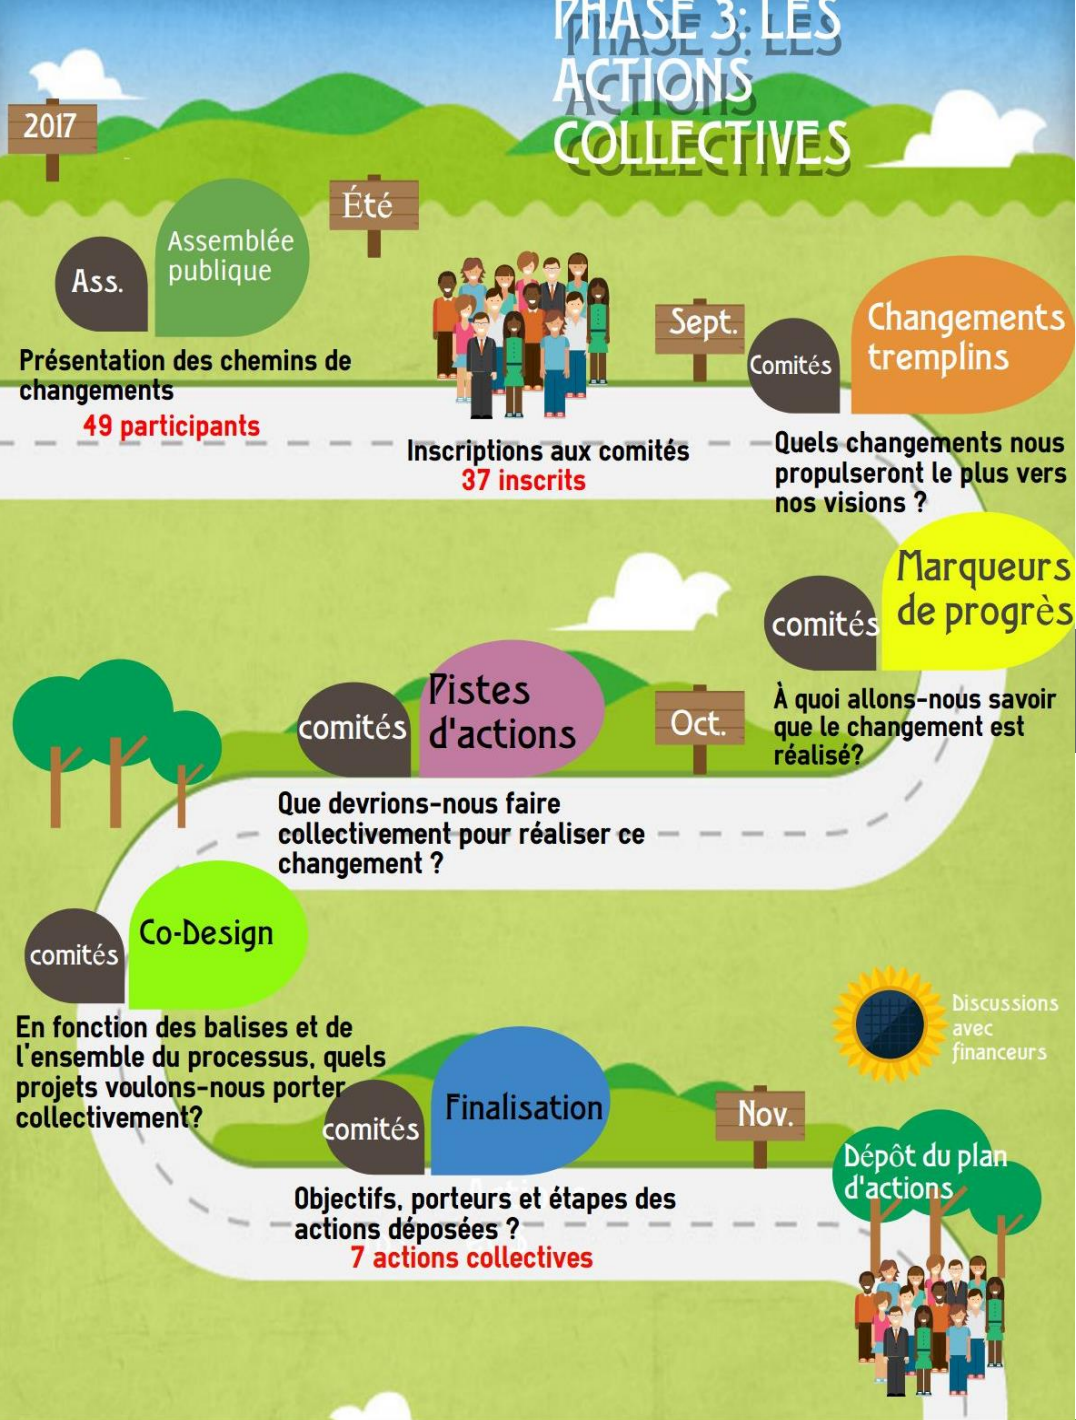 PHASE 3: LES
ACTIONS
COLLECTIVES
2017
Été
Ass.
Assemblée
publique
Présentation des chemins de
changements
49 participants
Inscriptions aux comités
37 inscrits
Sept.
Comités
Changements
tremplins
Quels changements nous
propulseront le plus vers
nos visions ?
comités
Marqueurs
de progrès
À quoi allons-nous savoir
que le changement est
réalisé?
Oct.
comités
Pistes
d'actions
Que devrions-nous faire
collectivement pour réaliser ce
changement ?
comités
Co-Design
En fonction des balises et de
l'ensemble du processus, quels
projets voulons-nous porter
collectivement?
comités
Finalisation
Objectifs, porteurs et étapes des
actions déposées ?
7 actions collectives
Nov.
Discussions
avec
financeurs
Dépôt du plan
d'actions